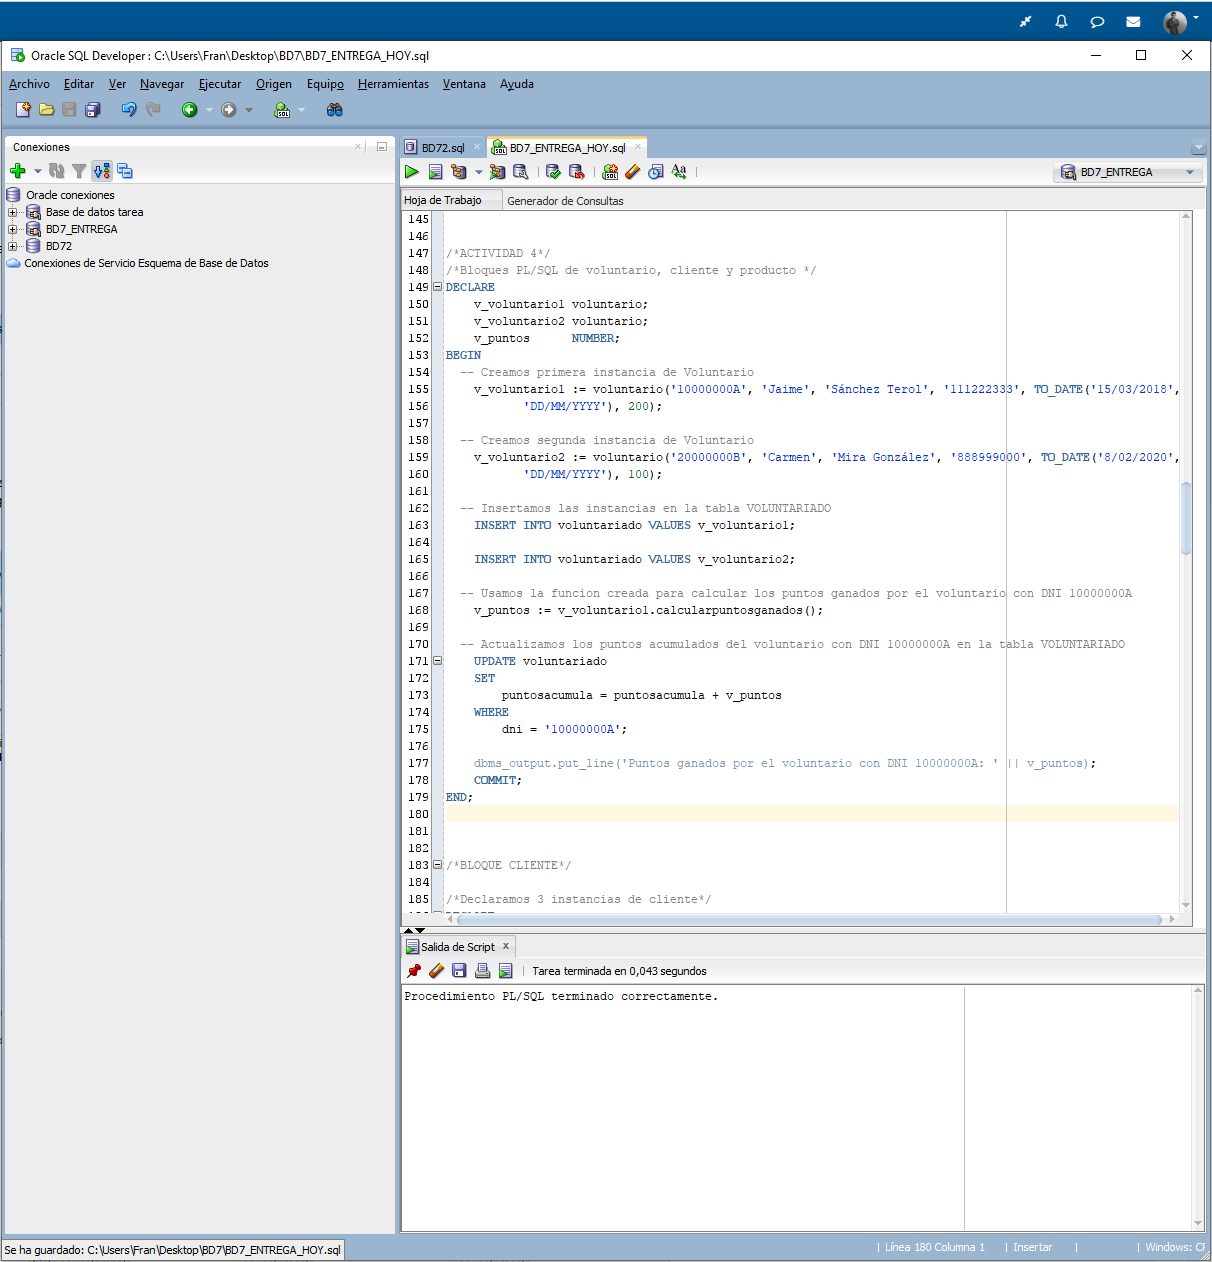 Oracle SQL Developer : C:\Users\Fran\Desktop\BD7\BD7_ENTREGA_HOY.sql
Archivo Editar Ver Navegar Ejecutar Origen Equipo Herramientas Ventana Ayuda
Conexiones
Oracle conexiones
Base de datos tarea
BD7_ENTREGA
BD72
Conexiones de Servicio Esquema de Base de Datos
BD72.sql
BD7_ENTREGA_HOY.sql
BD7_ENTREGA
Hoja de Trabajo Generador de Consultas
145
146
147 /*ACTIVIDAD 4*/
148 /*Bloques PL/SQL de voluntario, cliente y producto */
149 DECLARE
150 v_voluntario1 voluntario;
151 v_voluntario2 voluntario;
152 v_puntos NUMBER;
153 BEGIN
154 -- Creamos primera instancia de Voluntario
155 v_voluntario1 := voluntario('10000000A', 'Jaime', 'Sánchez Terol', '111222333', TO_DATE('15/03/2018',
156 'DD/MM/YYYY'), 200);
157
158 -- Creamos segunda instancia de Voluntario
159 v_voluntario2 := voluntario('20000000B', 'Carmen', 'Mira González', '888999000', TO_DATE('8/02/2020',
160 'DD/MM/YYYY'), 100);
161
162 -- Insertamos las instancias en la tabla VOLUNTARIADO
163 INSERT INTO voluntariado VALUES v_voluntario1;
164
165 INSERT INTO voluntariado VALUES v_voluntario2;
166
167 -- Usamos la funcion creada para calcular los puntos ganados por el voluntario con DNI 10000000A
168 v_puntos := v_voluntario1.calcularpuntosganados();
169
170 -- Actualizamos los puntos acumulados del voluntario con DNI 10000000A en la tabla VOLUNTARIADO
171 UPDATE voluntariado
172 SET
173 puntosacumula = puntosacumula + v_puntos
174 WHERE
175 dni = '10000000A';
176
177 dbms_output.put_line('Puntos ganados por el voluntario con DNI 10000000A: ' || v_puntos);
178 COMMIT;
179 END;
180
181
182
183 /*BLOQUE CLIENTE*/
184
185 /*Declaramos 3 instancias de cliente*/
Salida de Script x
Tarea terminada en 0,043 segundos
Procedimiento PL/SQL terminado correctamente.
Se ha guardado: C:\Users\Fran\Desktop\BD7\BD7_ENTREGA_HOY.sql
Línea 180 Columna 1 | Insertar | | Windows: CF